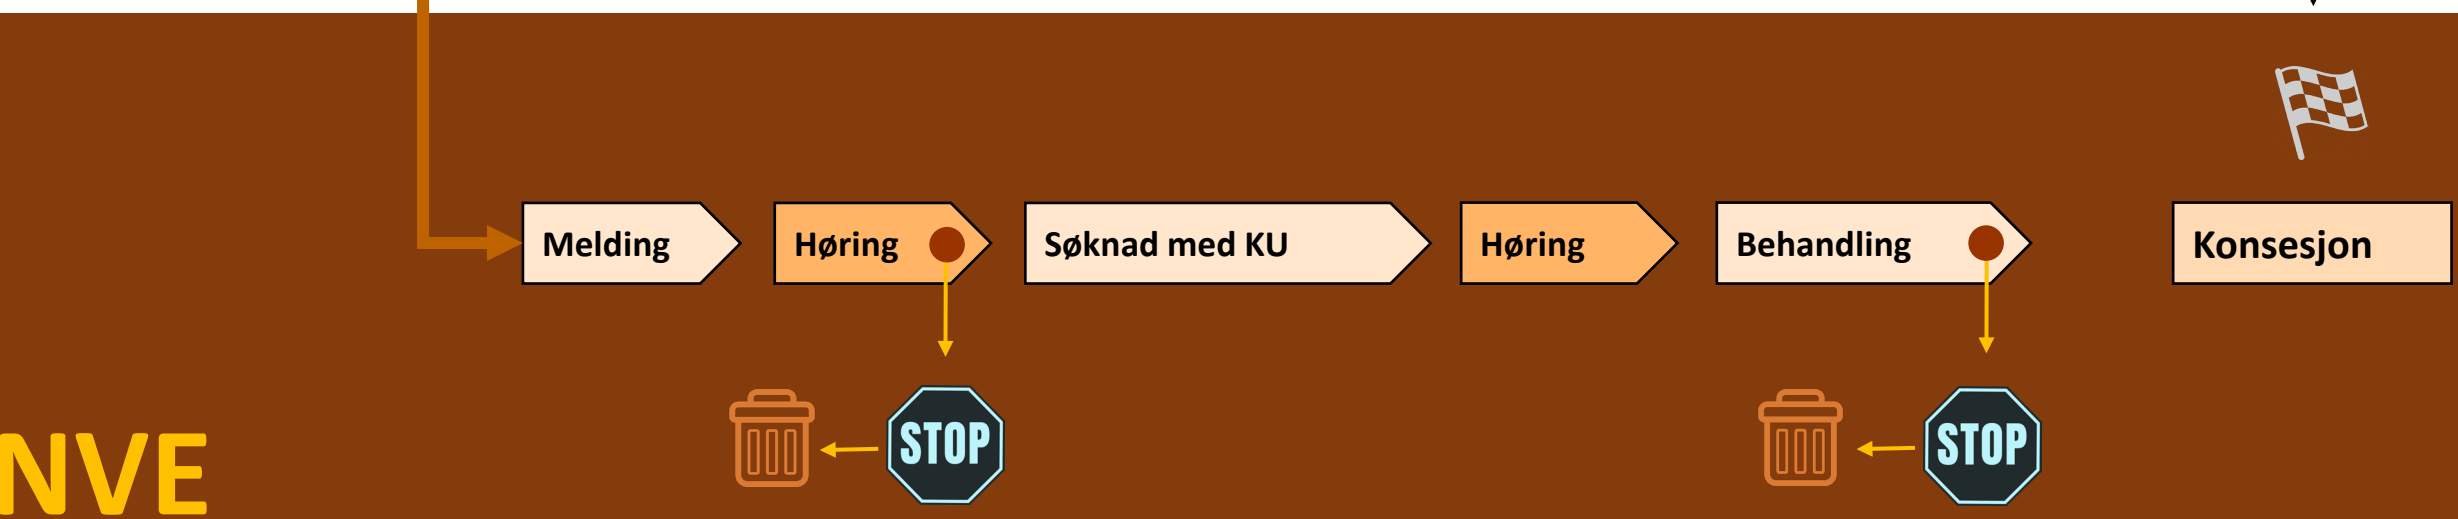 Melding
Høring
Søknad med KU
Høring
Behandling
Konsesjon
STOP
STOP
NVE